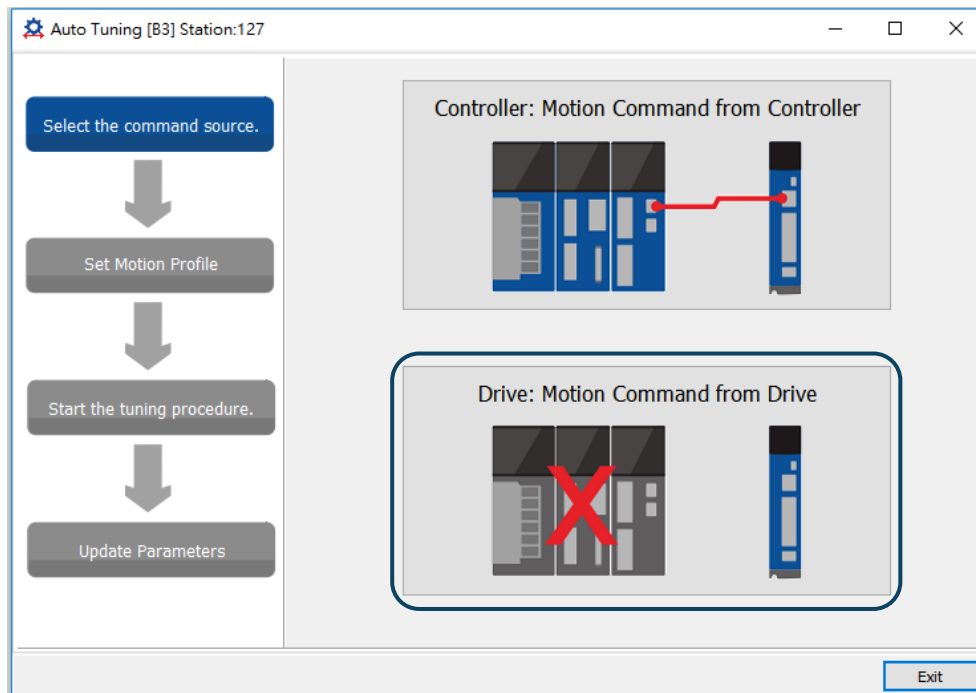 Auto Tuning [B3] Station:127
Select the command source.
Set Motion Profile
Start the tuning procedure.
Update Parameters
Controller: Motion Command from Controller
Drive: Motion Command from Drive
Exit